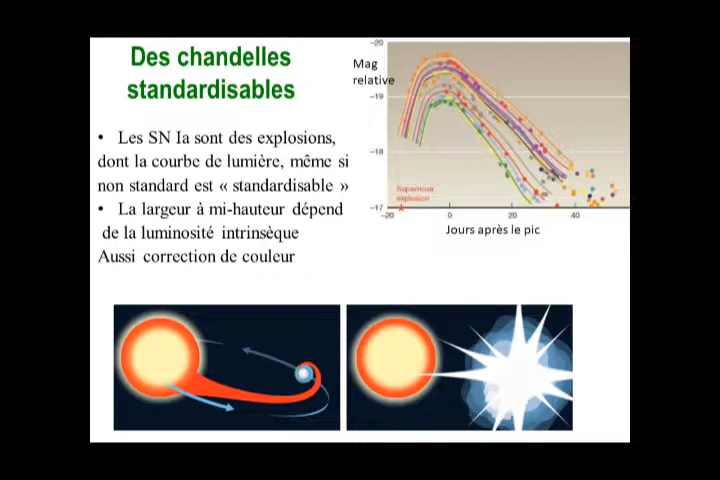 Des chandelles
standardisables
• Les SN Ia sont des explosions,
dont la courbe de lumière, même si
non standard est « standardisable »
• La largeur à mi-hauteur dépend
de la luminosité intrinsèque
Aussi correction de couleur
Mag
relative
-20
-19
-18
-17
Supernova
explosion
-20 0 20 40
Jours après le pic